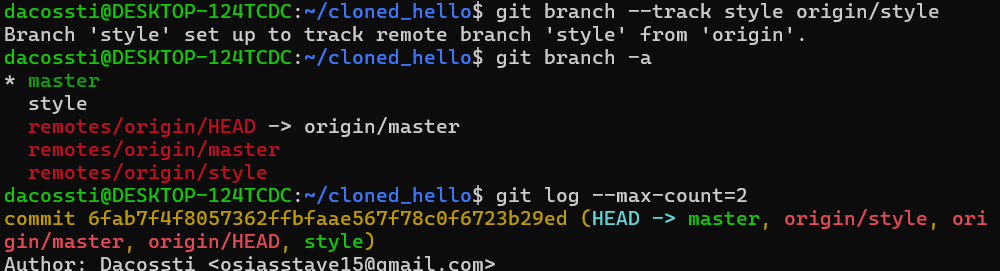 dacossti@DESKTOP-124TCDC:~/cloned_hello$ git branch --track style origin/style
Branch 'style' set up to track remote branch 'style' from 'origin'.
dacossti@DESKTOP-124TCDC:~/cloned_hello$ git branch -a
* master
  style
  remotes/origin/HEAD -> origin/master
  remotes/origin/master
  remotes/origin/style
dacossti@DESKTOP-124TCDC:~/cloned_hello$ git log --max-count=2
commit 6fab7f4f8057362ffbfaae567f78c0f6723b29ed (HEAD -> master, origin/style, ori
gin/master, origin/HEAD, style)
Author: Dacossti <osiasstave15@gmail.com>